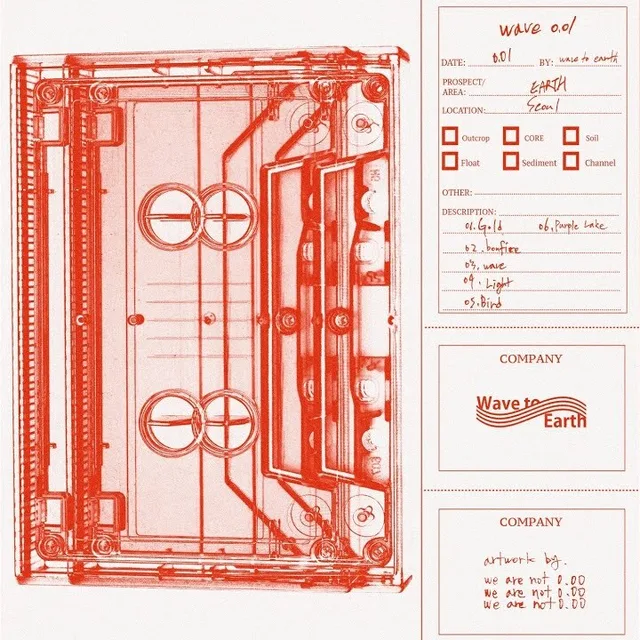 wave 0.01
DATE: 0.01 BY: wave to earth
PROSPECT/
AREA: EARTH
LOCATION: Seoul
Outcrop CORE Soil
Float Sediment Channel
OTHER:
DESCRIPTION:
01. Gold 06. Purple Lake
02. bonfire
03. wave
04. Light
05. Bird
COMPANY
Wave to
Earth
COMPANY
artwork by.
we are not 0.00
we are not 0.00
we are not 0.00